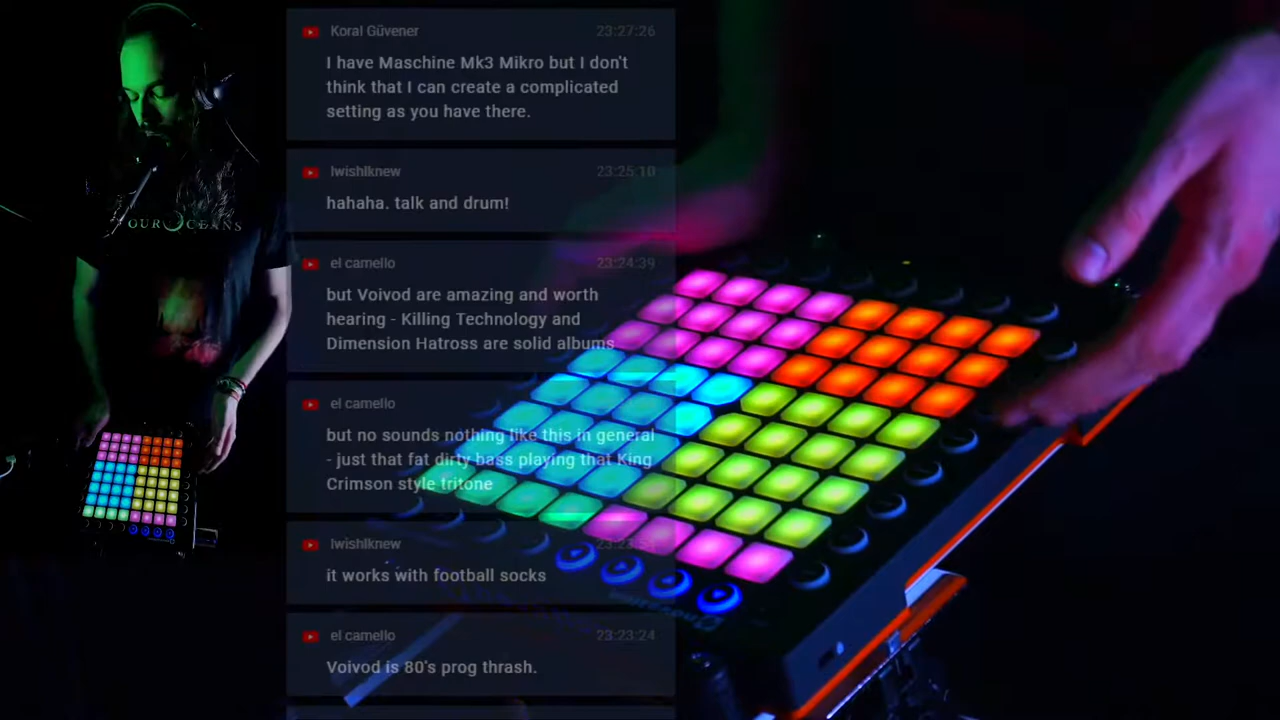 Koral Güvener 23:27:26
I have Maschine Mk3 Mikro but I don't
think that I can create a complicated
setting as you have there.
IwishIknew 23:25:10
hahaha. talk and drum!
el camello 23:24:39
but Voivod are amazing and worth
hearing - Killing Technology and
Dimension Hatross are solid albums
el camello
but no sounds nothing like this in general
- just that fat dirty bass playing that King
Crimson style tritone
IwishIknew
it works with football socks
el camello 23:23:24
Voivod is 80's prog thrash.
OUR OCEANS